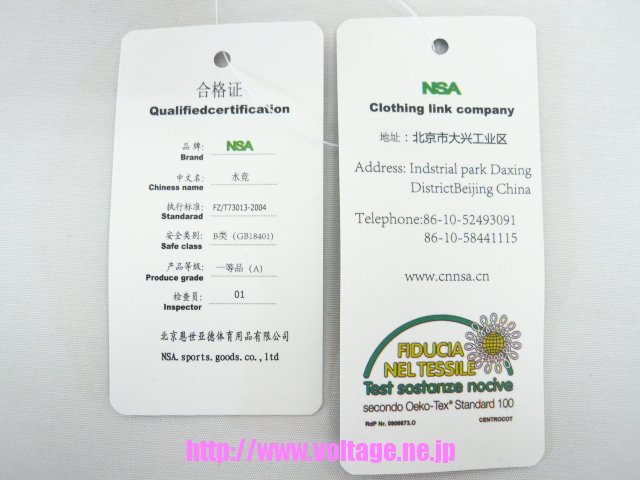 合格证
Qualifiedcertification
品 牌:
Brand
NSA
中文名:
Chiness name
水竞
执行标准:
Standarad
FZ/T73013-2004
安全类别:
Safe class
B类 (GB18401)
产品等级:
Produce grade
一等品 (A)
检查员:
Inspector
01
北京恩世亚德体育用品有限公司
NSA.sports.goods.co.,ltd
NSA
Clothing link company
地址: 北京市大兴工业区
Address: Indstrial park Daxing
DistrictBeijing China
Telephone:86-10-52493091
86-10-58441115
www.cnnsa.cn
FIDUCIA
NEL TESSILE
Test sostanze nocive
secondo Oeko-Tex® Standard 100
RdP Nr. 0806873.O
CENTROCOT
http://www.voltage.ne.jp